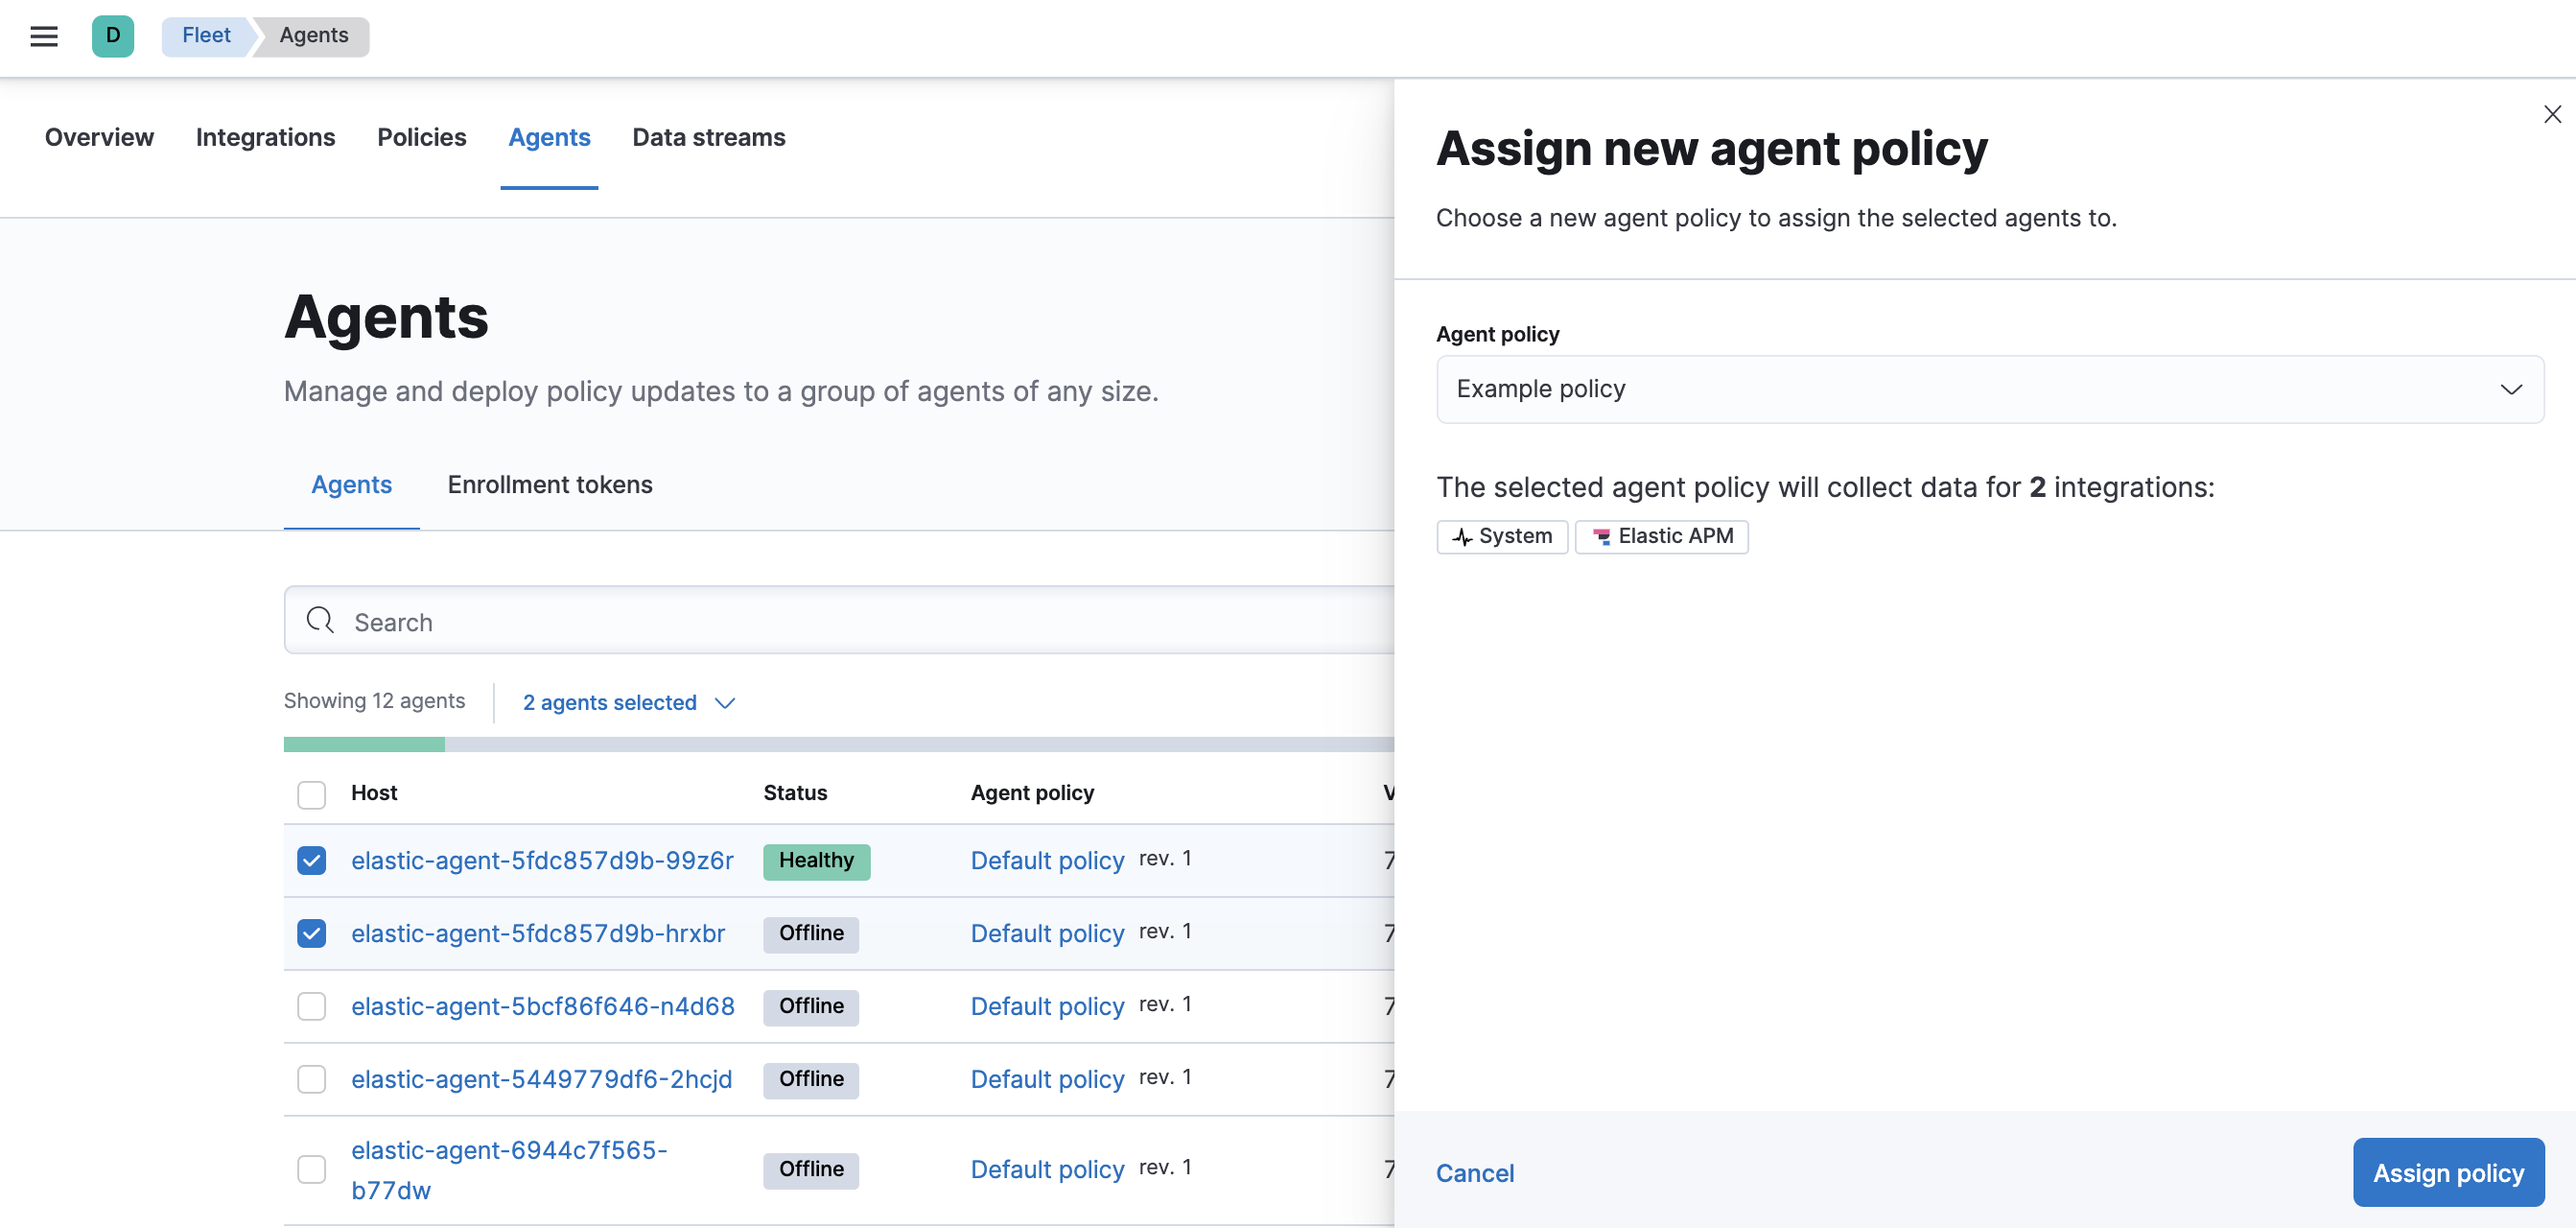 D Fleet Agents
Overview Integrations Policies Agents Data streams
Agents
Manage and deploy policy updates to a group of agents of any size.
Agents Enrollment tokens
Search
Showing 12 agents 2 agents selected
Host Status Agent policy V
elastic-agent-5fdc857d9b-99z6r Healthy Default policy rev. 1 7
elastic-agent-5fdc857d9b-hrxbr Offline Default policy rev. 1 7
elastic-agent-5bcf86f646-n4d68 Offline Default policy rev. 1 7
elastic-agent-5449779df6-2hcjd Offline Default policy rev. 1 7
elastic-agent-6944c7f565-
b77dw Offline Default policy rev. 1 7
Assign new agent policy
Choose a new agent policy to assign the selected agents to.
Agent policy
Example policy
The selected agent policy will collect data for 2 integrations:
System Elastic APM
Cancel Assign policy